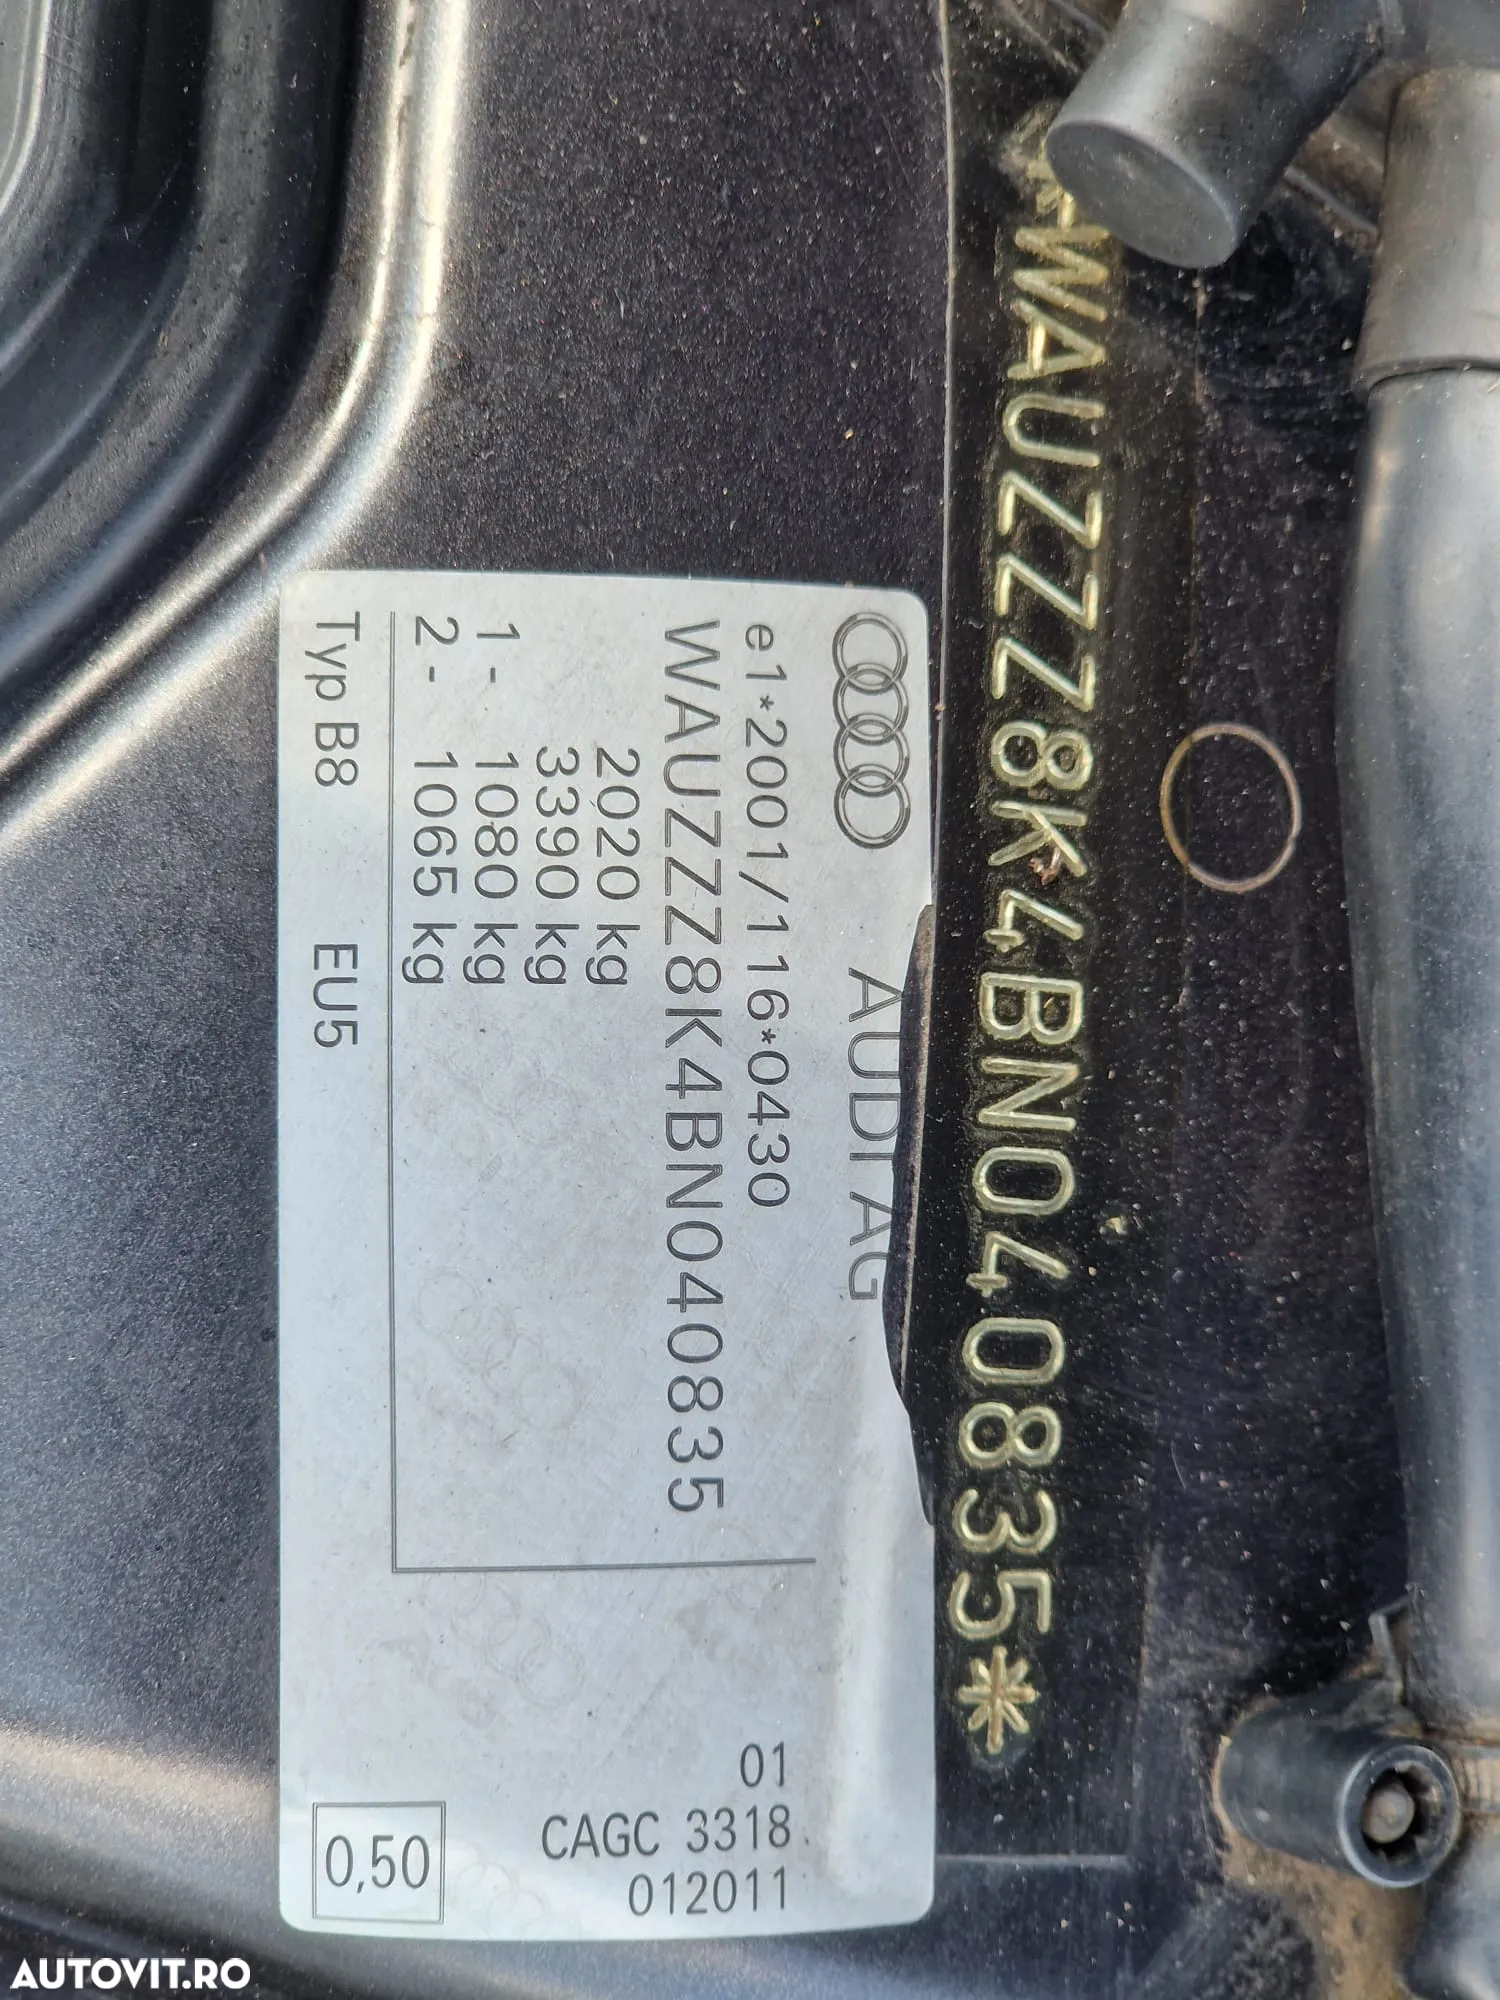 *WAUZZZ8K4BN040835*
AUDI AG
e1*2001/116*0430
WAUZZZ8K4BN040835
2020 kg
3390 kg
1- 1080 kg
2- 1065 kg
Typ B8 EU5
01
CAGC 3318
012011
0,50
AUTOVIT.RO